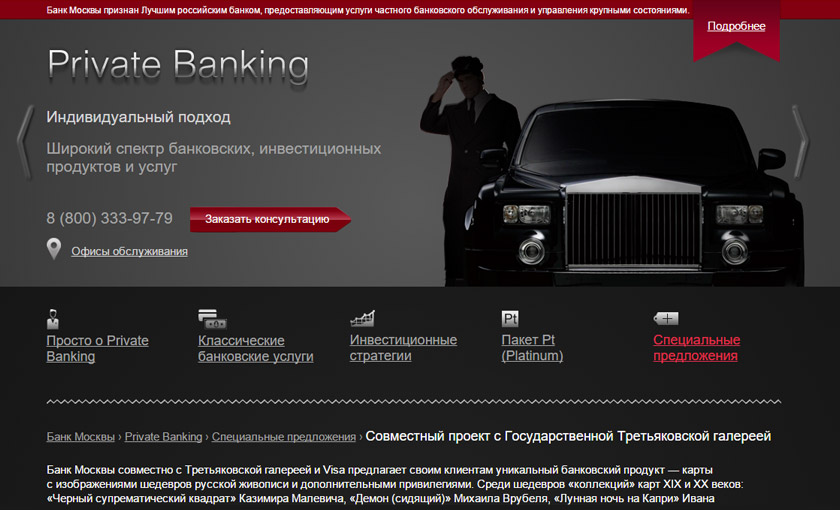 Банк Москвы признан Лучшим российским банком, предоставляющим услуги частного банковского обслуживания и управления крупными состояниями.
Подробнее
Private Banking
Индивидуальный подход
Широкий спектр банковских, инвестиционных
продуктов и услуг
8 (800) 333-97-79
Заказать консультацию
Офисы обслуживания
Просто о Private
Banking
Классические
банковские услуги
Инвестиционные
стратегии
Pt
Пакет Pt
(Platinum)
Специальные
предложения
Банк Москвы › Private Banking › Специальные предложения › Совместный проект с Государственной Третьяковской галереей
Банк Москвы совместно с Третьяковской галереей и Visa предлагает своим клиентам уникальный банковский продукт — карты
с изображениями шедевров русской живописи и дополнительными привилегиями. Среди шедевров «коллекций» карт XIX и XX веков:
«Черный супрематический квадрат» Казимира Малевича, «Демон (сидящий)» Михаила Врубеля, «Лунная ночь на Капри» Ивана